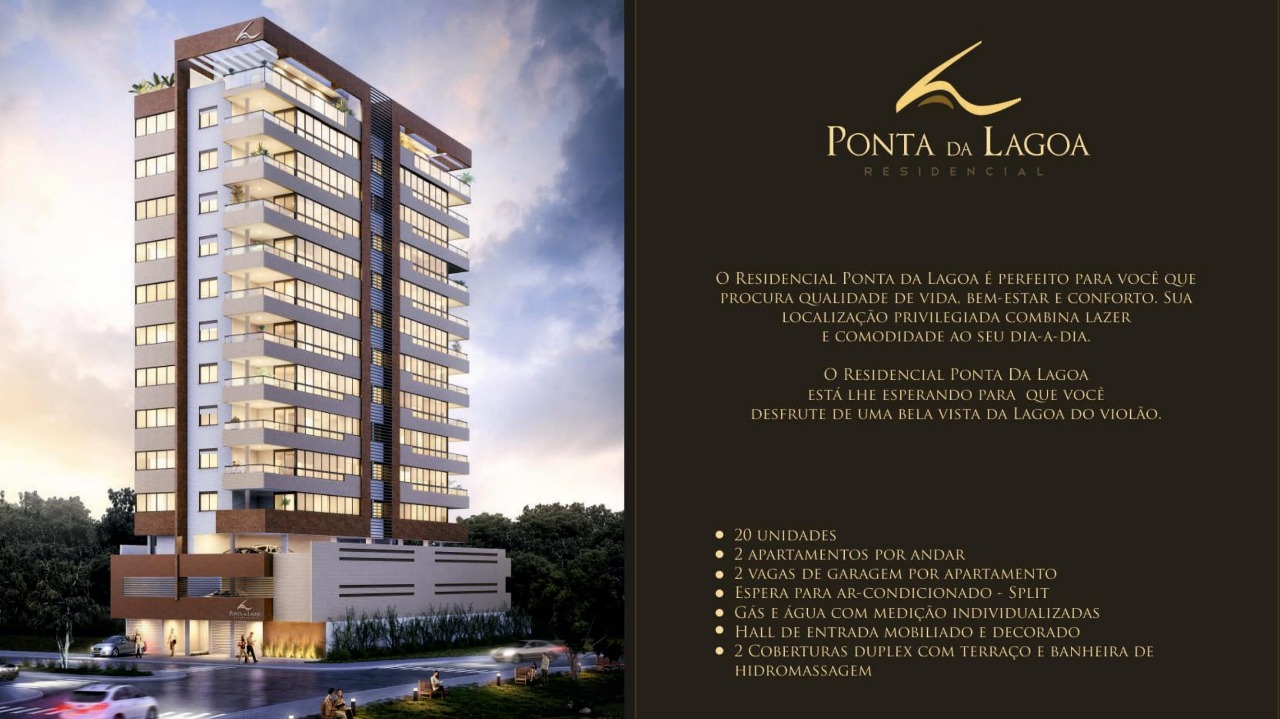 PONTA DA LAGOA
RESIDENCIAL
O RESIDENCIAL PONTA DA LAGOA É PERFEITO PARA VOCÊ QUE
PROCURA QUALIDADE DE VIDA, BEM-ESTAR E CONFORTO. SUA
LOCALIZAÇÃO PRIVILEGIADA COMBINA LAZER
E COMODIDADE AO SEU DIA-A-DIA.
O RESIDENCIAL PONTA DA LAGOA
ESTÁ LHE ESPERANDO PARA QUE VOCÊ
DESFRUTE DE UMA BELA VISTA DA LAGOA DO VIOLÃO.
20 UNIDADES
2 APARTAMENTOS POR ANDAR
2 VAGAS DE GARAGEM POR APARTAMENTO
ESPERA PARA AR-CONDICIONADO - SPLIT
GÁS E ÁGUA COM MEDIÇÃO INDIVIDUALIZADAS
HALL DE ENTRADA MOBILIADO E DECORADO
2 COBERTURAS DUPLEX COM TERRAÇO E BANHEIRA DE
HIDROMASSAGEM
PONTA DA LAGOA